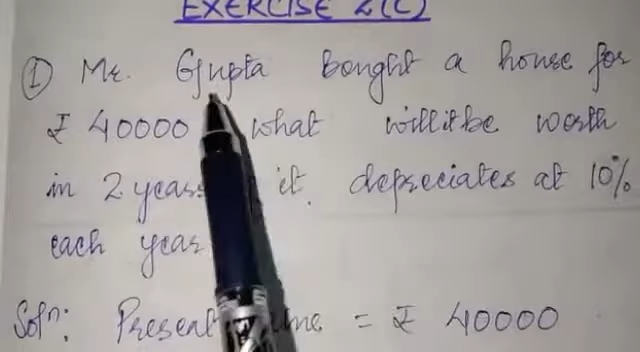 EXERCISE 2(C)
① Mr. Gupta bought a house for
₹ 40000 what will it be worth
in 2 years it depreciates at 10%
each year
Solⁿ: Present = ₹ 40000